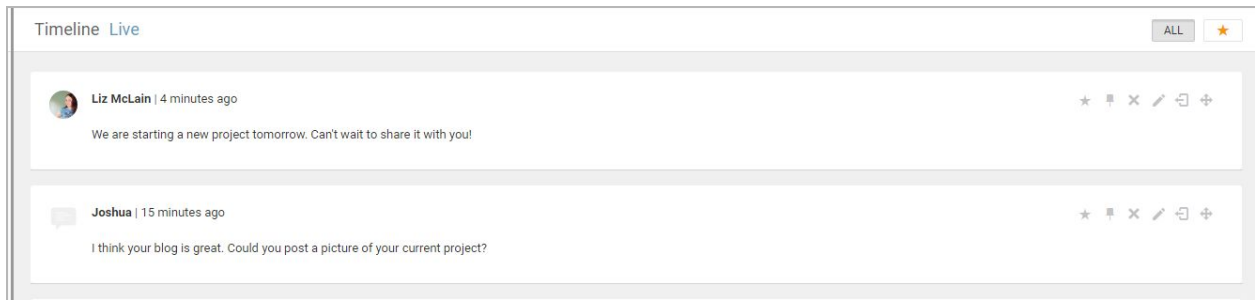 Timeline Live
ALL
Liz McLain | 4 minutes ago
We are starting a new project tomorrow. Can't wait to share it with you!
Joshua | 15 minutes ago
I think your blog is great. Could you post a picture of your current project?